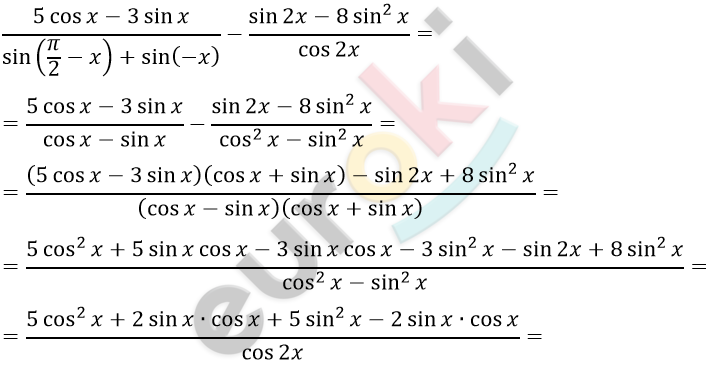 (5 cos x − 3 sin x)/(sin(π/2 − x) + sin(−x)) − (sin 2x − 8 sin² x)/(cos 2x) =
= (5 cos x − 3 sin x)/(cos x − sin x) − (sin 2x − 8 sin² x)/(cos² x − sin² x) =
= ((5 cos x − 3 sin x)(cos x + sin x) − sin 2x + 8 sin² x)/((cos x − sin x)(cos x + sin x)) =
= (5 cos² x + 5 sin x cos x − 3 sin x cos x − 3 sin² x − sin 2x + 8 sin² x)/(cos² x − sin² x) =
= (5 cos² x + 2 sin x · cos x + 5 sin² x − 2 sin x · cos x)/(cos 2x) =
euroki